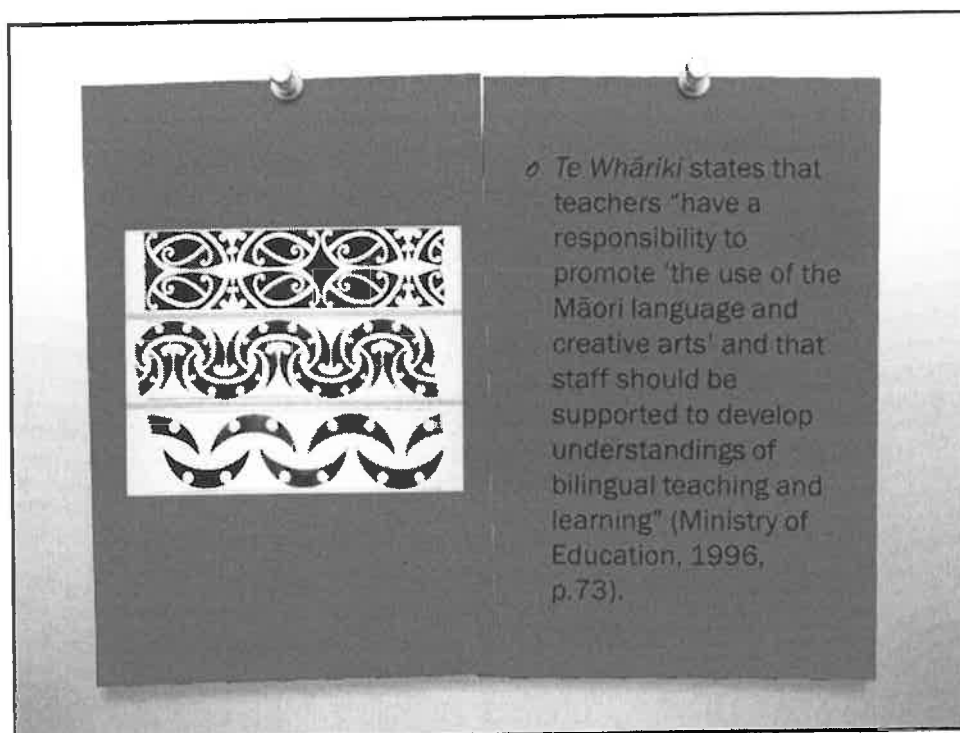 o Te Whāriki states that
teachers "have a
responsibility to
promote 'the use of the
Māori language and
creative arts' and that
staff should be
supported to develop
understandings of
bilingual teaching and
learning" (Ministry of
Education, 1996,
p.73).